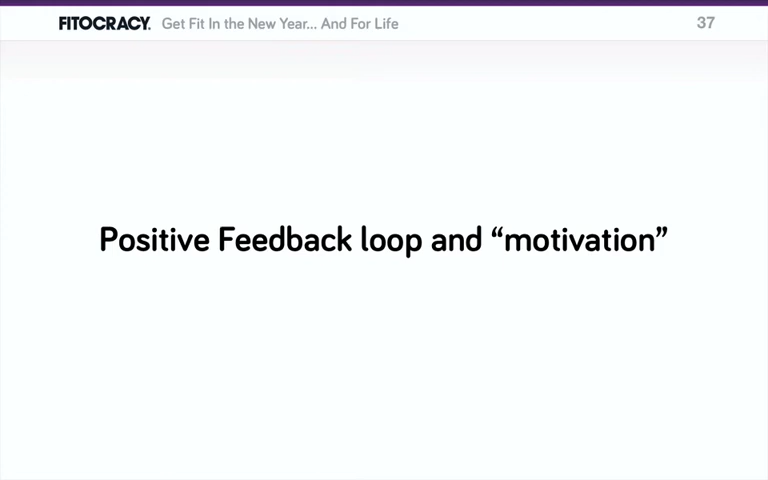 FITOCRACY. Get Fit In the New Year... And For Life 37
Positive Feedback loop and “motivation”